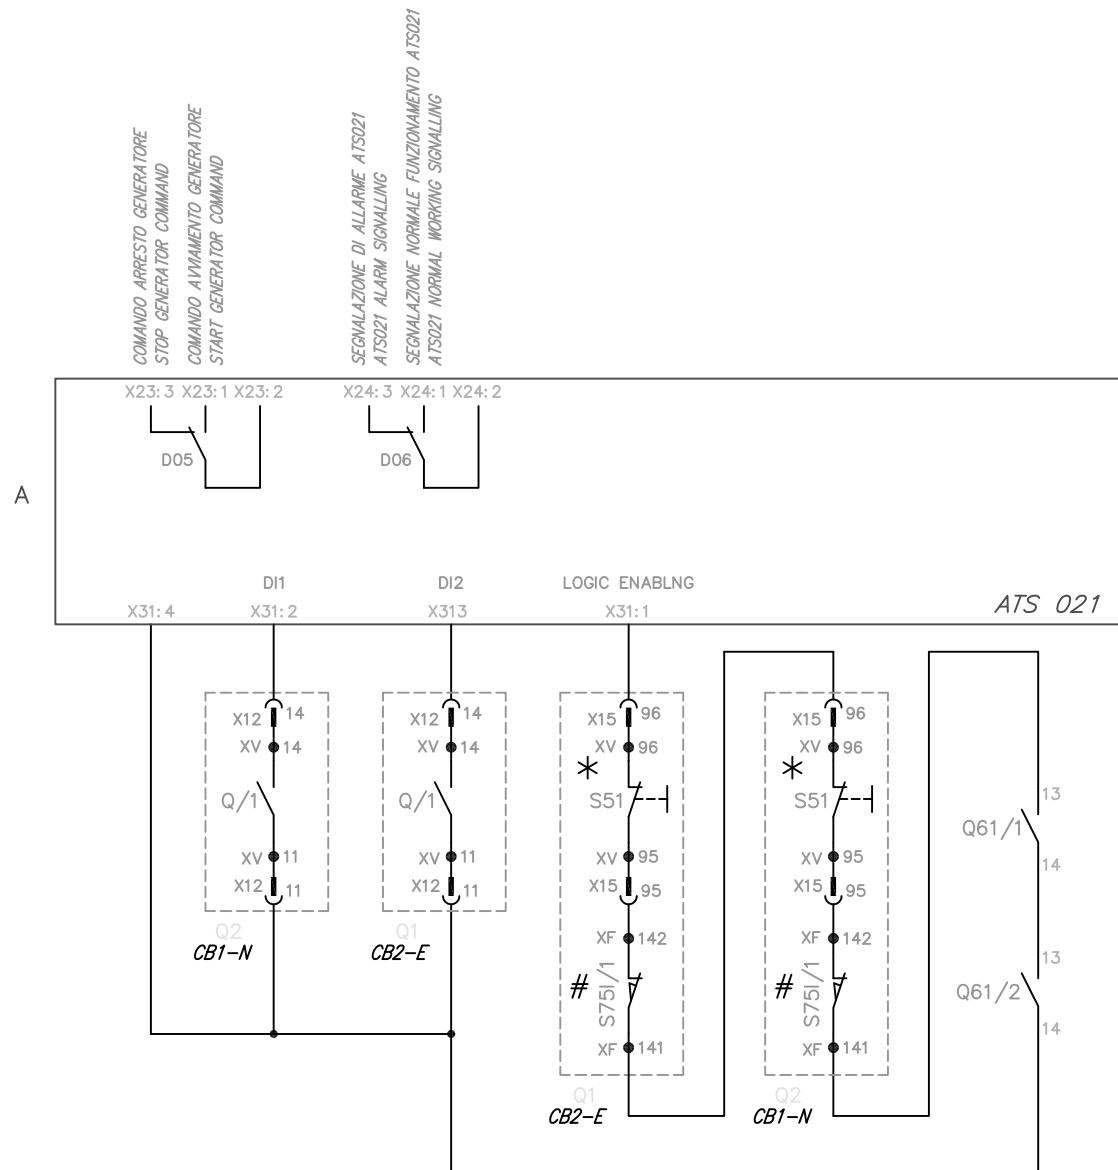 COMANDO ARRESTO GENERATORE
STOP GENERATOR COMMAND
COMANDO AVVIAMENTO GENERATORE
START GENERATOR COMMAND
SEGNALAZIONE DI ALLARME ATS021
ATS021 ALARM SIGNALLING
SEGNALAZIONE NORMALE FUNZIONAMENTO ATS021
ATS021 NORMAL WORKING SIGNALLING
X23:3 X23:1 X23:2
X24:3 X24:1 X24:2
D05
D06
A
DI1
DI2
LOGIC ENABLNG
X31:4
X31:2
X313
X31:1
ATS 021
X12 14
XV 14
Q/1
XV 11
X12 11
Q2
CB1-N
X12 14
XV 14
Q/1
XV 11
X12 11
Q1
CB2-E
X15 96
XV 96
*
S51
XV 95
X15 95
XF 142
#
S75I/1
XF 141
Q1
CB2-E
X15 96
XV 96
*
S51
XV 95
X15 95
XF 142
#
S75I/1
XF 141
Q2
CB1-N
13
Q61/1
14
13
Q61/2
14